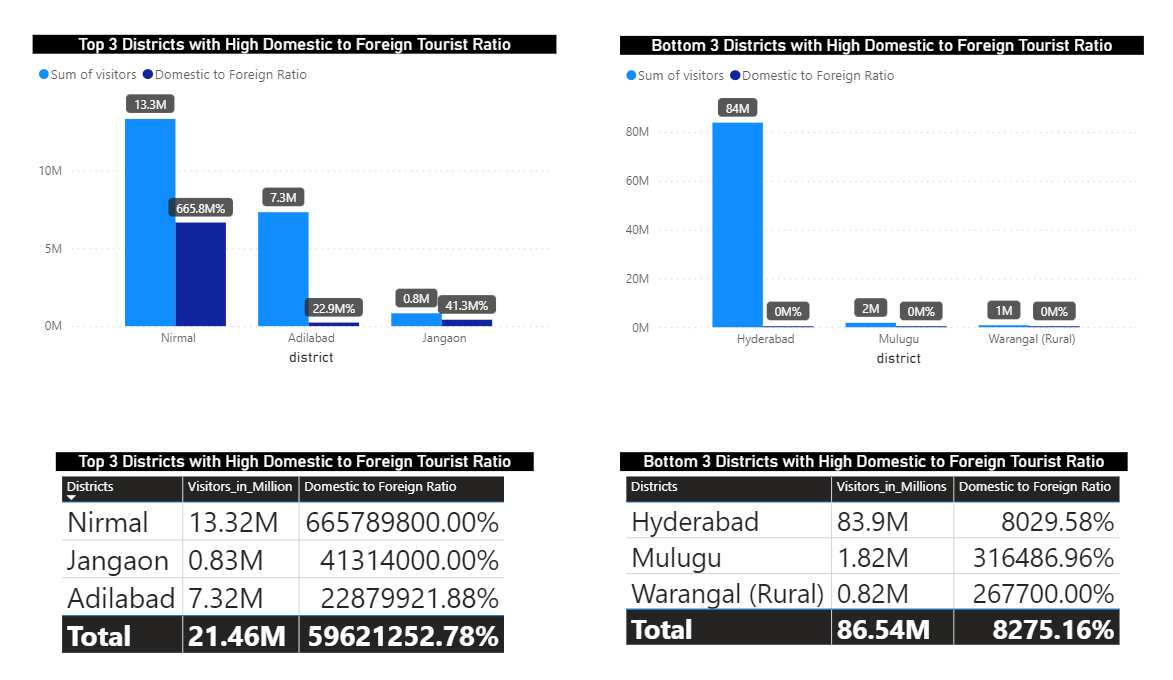 Top 3 Districts with High Domestic to Foreign Tourist Ratio
Sum of visitors Domestic to Foreign Ratio
13.3M
10M
665.8M%
7.3M
5M
22.9M%
0.8M
41.3M%
0M
Nirmal Adilabad Jangaon
district
Bottom 3 Districts with High Domestic to Foreign Tourist Ratio
Sum of visitors Domestic to Foreign Ratio
84M
80M
60M
40M
20M
0M%
2M
0M%
1M
0M%
0M
Hyderabad Mulugu Warangal (Rural)
district
Top 3 Districts with High Domestic to Foreign Tourist Ratio
Districts Visitors_in_Million Domestic to Foreign Ratio
Nirmal 13.32M 665789800.00%
Jangaon 0.83M 41314000.00%
Adilabad 7.32M 22879921.88%
Total 21.46M 59621252.78%
Bottom 3 Districts with High Domestic to Foreign Tourist Ratio
Districts Visitors_in_Millions Domestic to Foreign Ratio
Hyderabad 83.9M 8029.58%
Mulugu 1.82M 316486.96%
Warangal (Rural) 0.82M 267700.00%
Total 86.54M 8275.16%